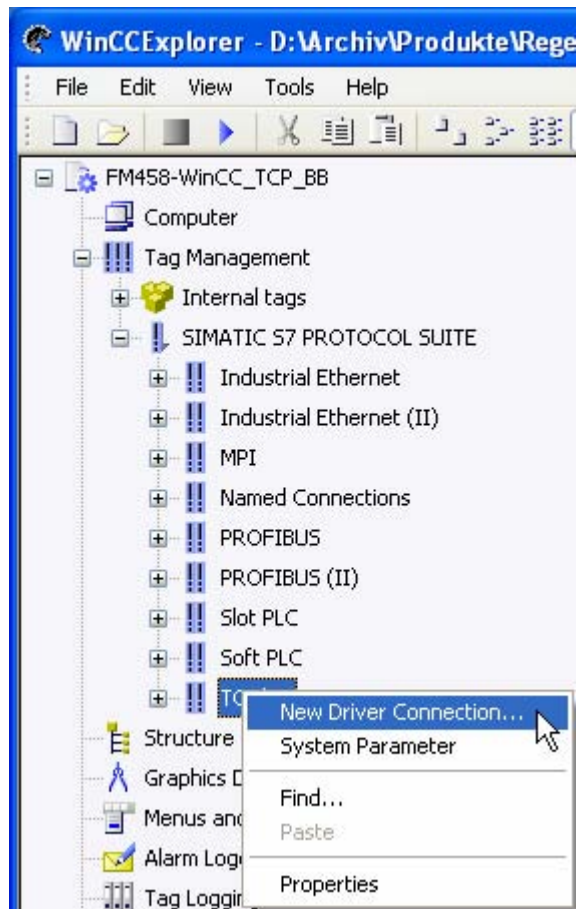 WinCCExplorer - D:\Archiv\Produkte\Rege
File Edit View Tools Help
FM458-WinCC_TCP_BB
Computer
Tag Management
Internal tags
SIMATIC S7 PROTOCOL SUITE
Industrial Ethernet
Industrial Ethernet (II)
MPI
Named Connections
PROFIBUS
PROFIBUS (II)
Slot PLC
Soft PLC
New Driver Connection...
Structure
System Parameter
Graphics D
Find...
Menus and
Paste
Alarm Log
Properties
Tag Loggin